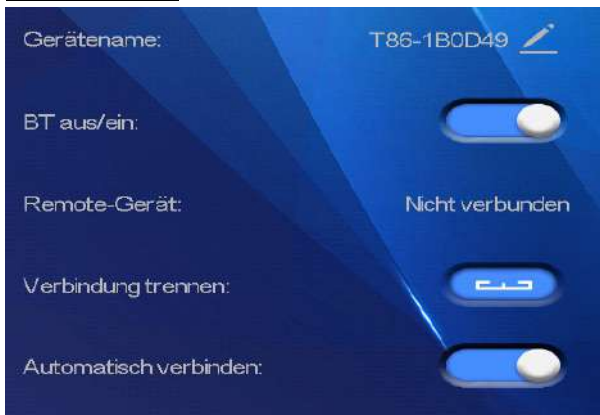 Gerätename: T86-1B0D49
BT aus/ein:
Remote-Gerät: Nicht verbunden
Verbindung trennen:
Automatisch verbinden: